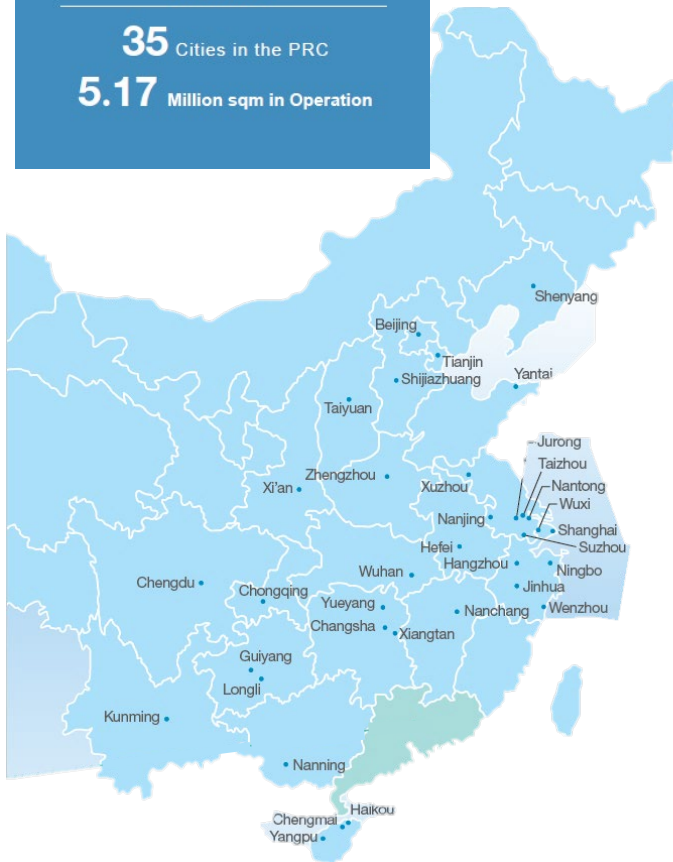 35 Cities in the PRC
5.17 Million sqm in Operation
Shenyang
Beijing
Tianjin
Shijiazhuang
Yantai
Taiyuan
Jurong
Taizhou
Zhengzhou
Xuzhou
Nantong
Xi'an
Wuxi
Nanjing
Shanghai
Suzhou
Hefei
Hangzhou
Ningbo
Wuhan
Chengdu
Chongqing
Jinhua
Yueyang
Nanchang
Wenzhou
Changsha
Xiangtan
Guiyang
Longli
Kunming
Nanning
Haikou
Chengmai
Yangpu